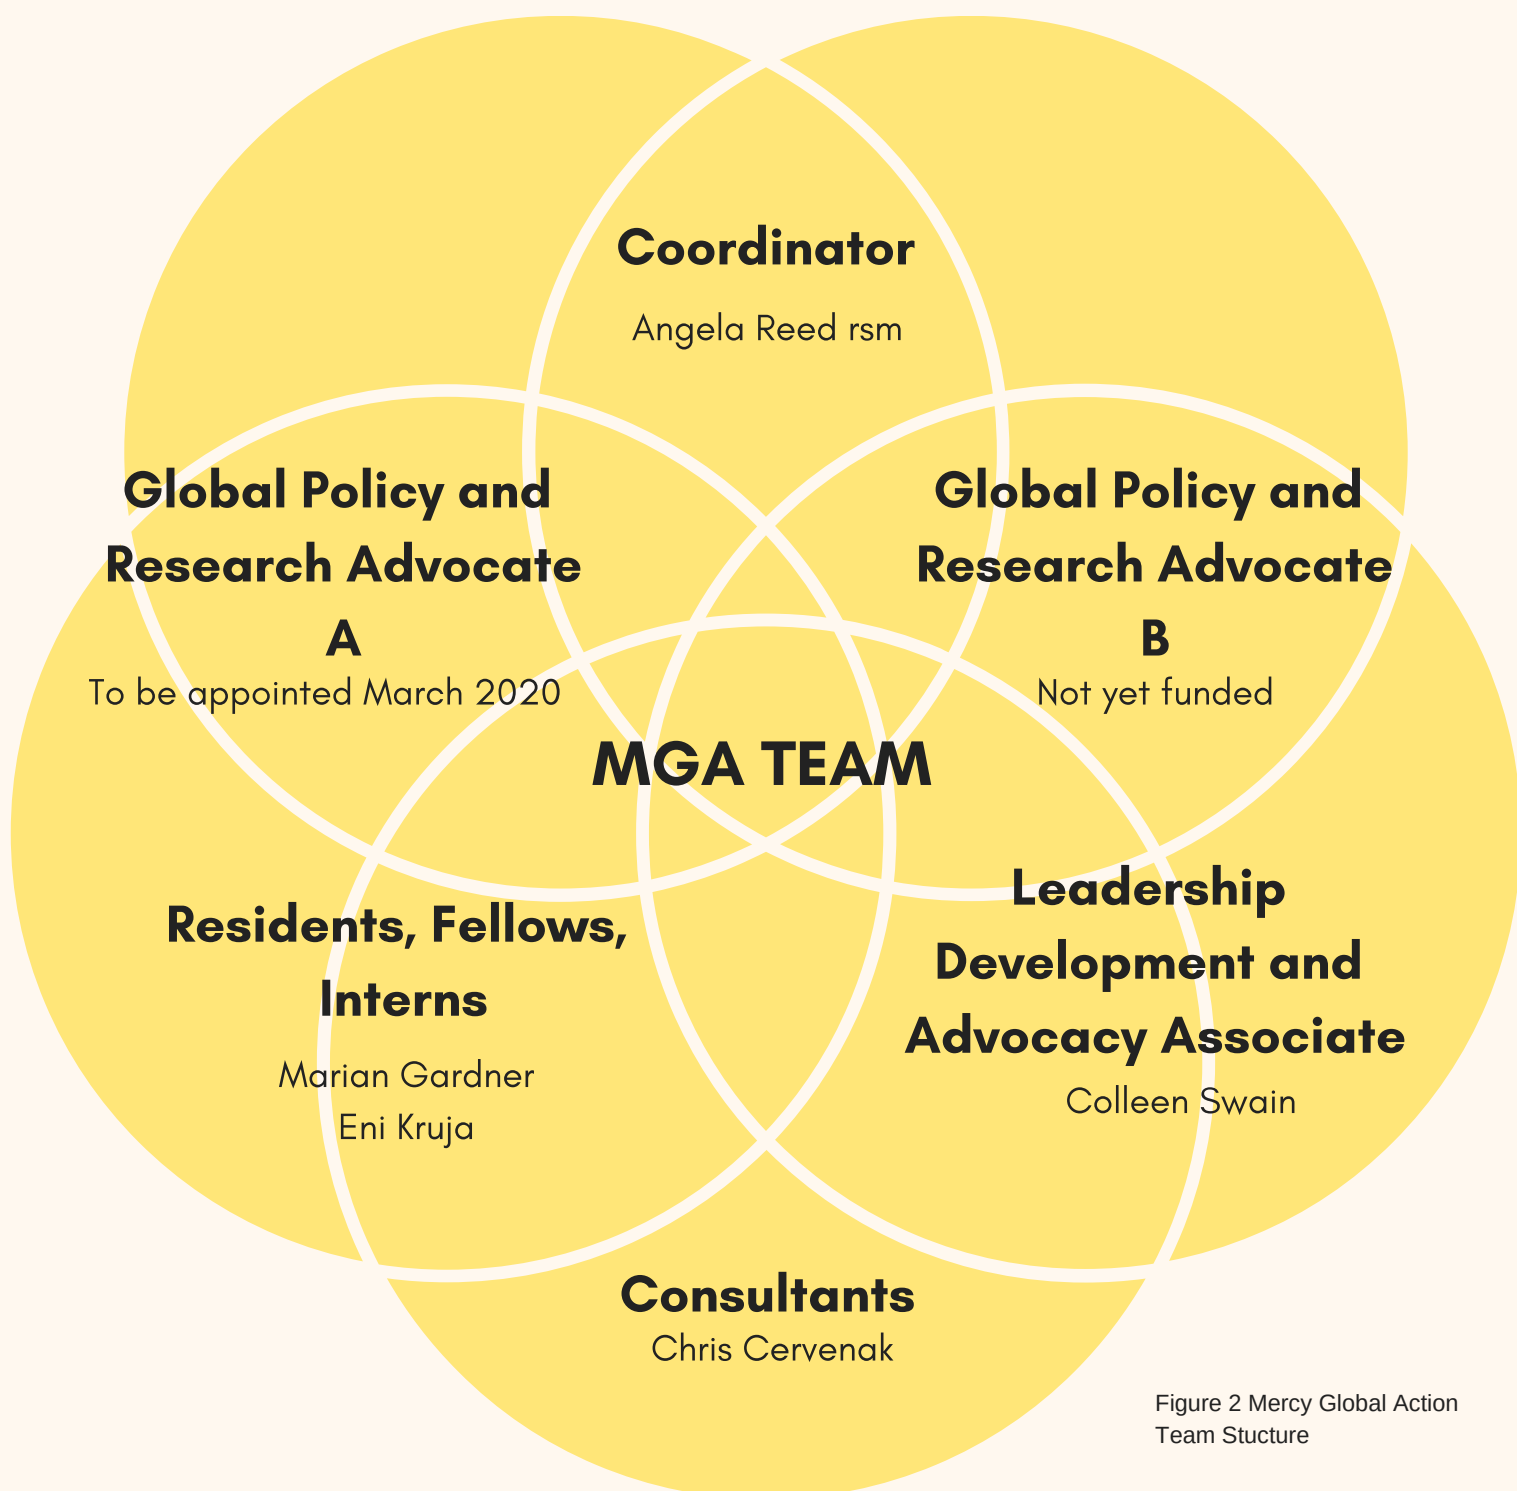 Coordinator
Angela Reed rsm
Global Policy and
Research Advocate
A
To be appointed March 2020
Global Policy and
Research Advocate
B
Not yet funded
MGA TEAM
Residents, Fellows,
Interns
Marian Gardner
Eni Kruja
Leadership
Development and
Advocacy Associate
Colleen Swain
Consultants
Chris Cervenak
Figure 2 Mercy Global Action
Team Stucture